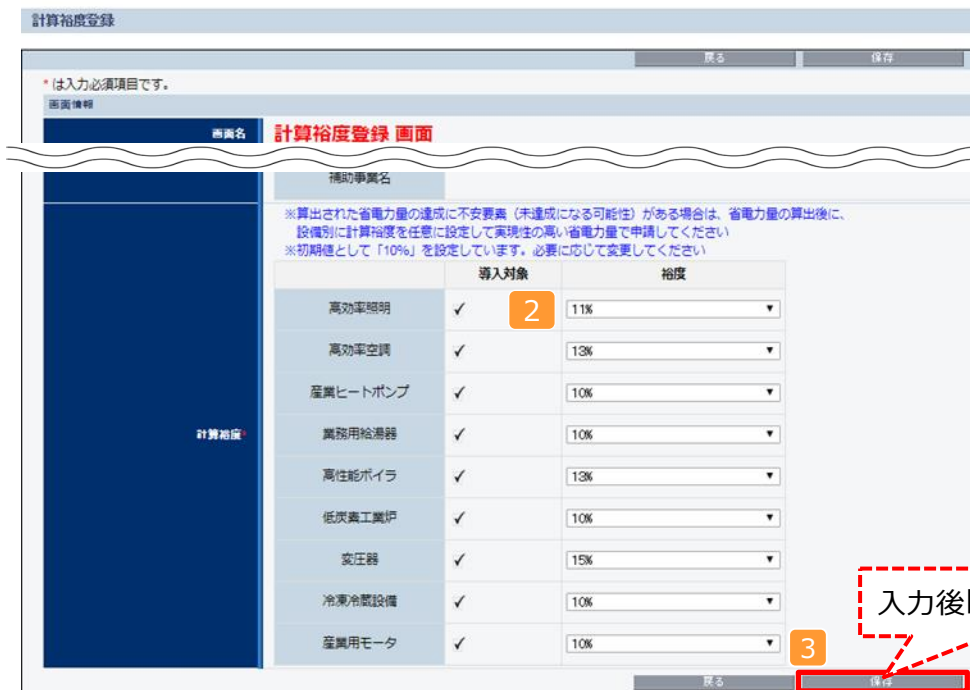 計算裕度登録
戻る 保存
* は入力必須項目です。
画面情報
画面名 計算裕度登録 画面
補助事業名
※算出された省電力量の達成に不安要素（未達成になる可能性）がある場合は、省電力量の算出後に、
設備別に計算裕度を任意に設定して実現性の高い省電力量で申請してください
※初期値として「10%」を設定しています。必要に応じて変更してください
導入対象 裕度
高効率照明 ✓ 2 11%
高効率空調 ✓ 13%
産業ヒートポンプ ✓ 10%
計算裕度* 業務用給湯器 ✓ 10%
高性能ボイラ ✓ 13%
低炭素工業炉 ✓ 10%
変圧器 ✓ 15%
冷凍冷蔵設備 ✓ 10%
入力後
産業用モータ ✓ 10% 3
戻る 保存